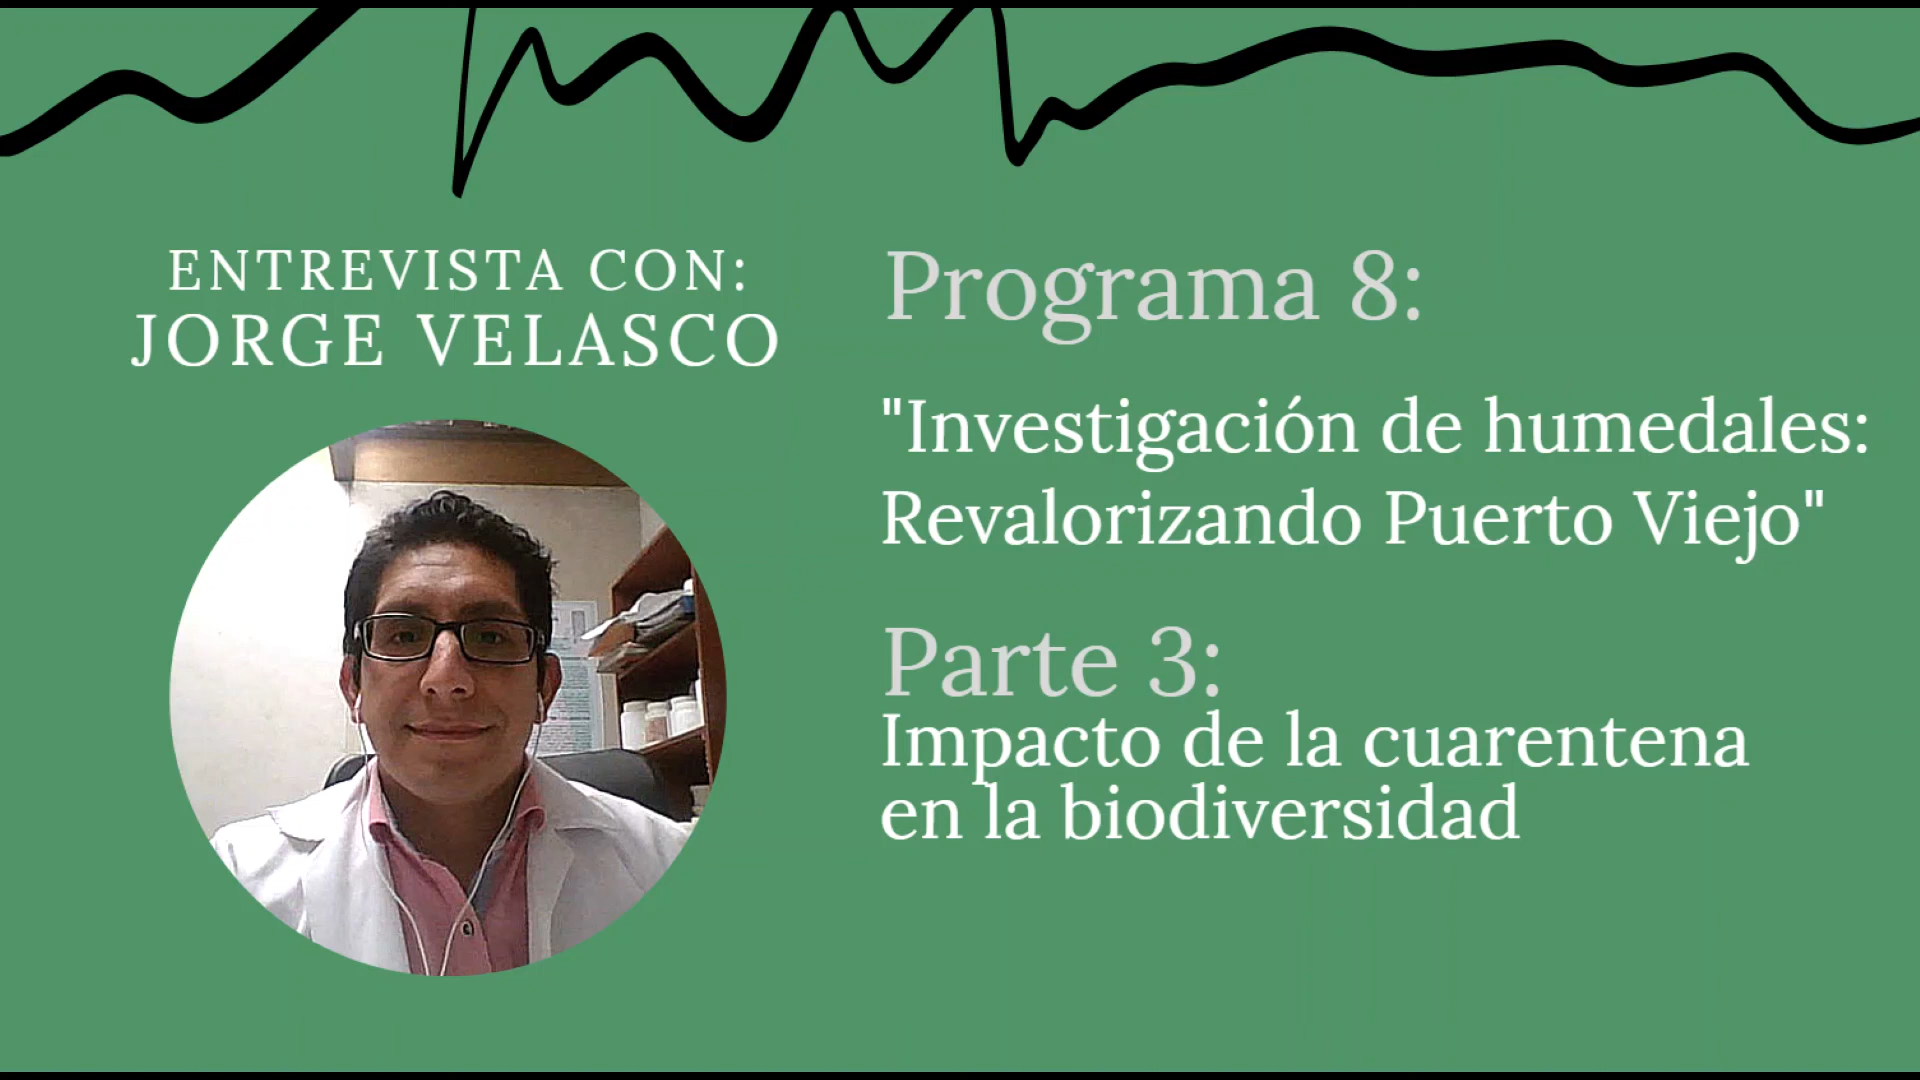 ENTREVISTA CON:
JORGE VELASCO
Programa 8:
"Investigación de humedales:
Revalorizando Puerto Viejo"
Parte 3:
Impacto de la cuarentena
en la biodiversidad